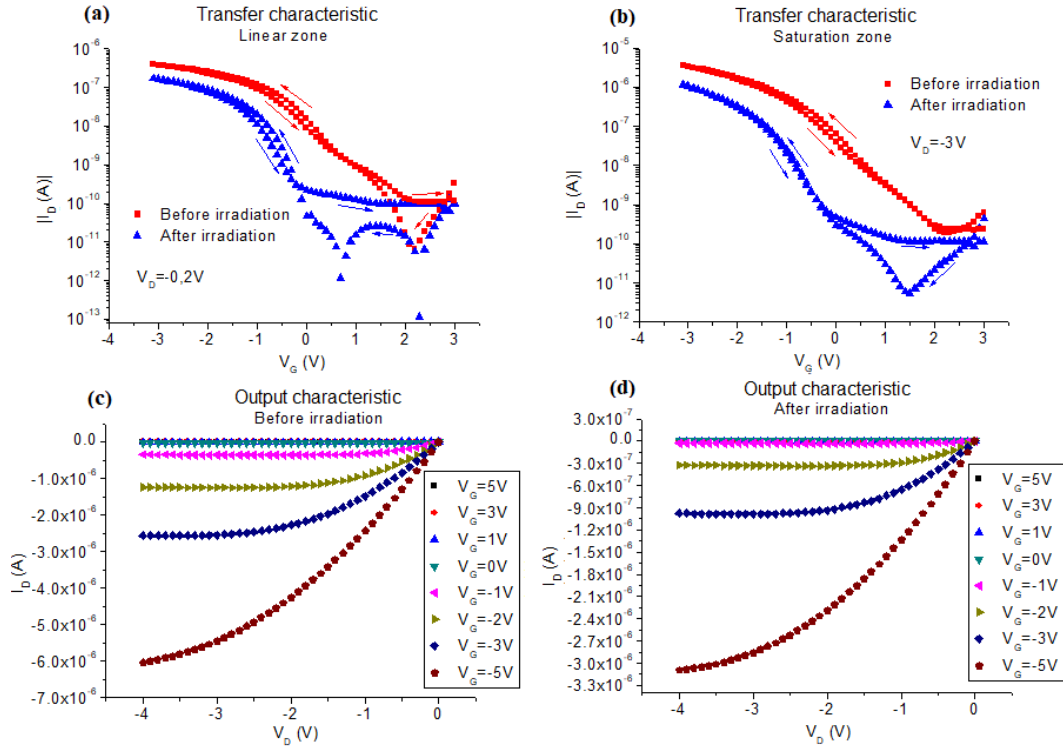 (a)
Transfer characteristic
Linear zone
10^-6
10^-7
10^-8
10^-9
10^-10
10^-11
10^-12
10^-13
||_D (A)|
Before irradiation
After irradiation
V_D=-0,2V
-4 -3 -2 -1 0 1 2 3 4
V_G (V)
(b)
Transfer characteristic
Saturation zone
10^-5
10^-6
10^-7
10^-8
10^-9
10^-10
10^-11
10^-12
||_D (A)|
Before irradiation
After irradiation
V_D=-3V
-4 -3 -2 -1 0 1 2 3 4
V_G (V)
(c)
Output characteristic
Before irradiation
0.0
-1.0x10^-6
-2.0x10^-6
-3.0x10^-6
-4.0x10^-6
-5.0x10^-6
-6.0x10^-6
-7.0x10^-6
I_D (A)
V_G=5V
V_G=3V
V_G=1V
V_G=0V
V_G=-1V
V_G=-2V
V_G=-3V
V_G=-5V
-4 -3 -2 -1 0
V_D (V)
(d)
Output characteristic
After irradiation
3.0x10^-7
0.0
-3.0x10^-7
-6.0x10^-7
-9.0x10^-7
-1.2x10^-6
-1.5x10^-6
-1.8x10^-6
-2.1x10^-6
-2.4x10^-6
-2.7x10^-6
-3.0x10^-6
-3.3x10^-6
I_D (A)
V_G=5V
V_G=3V
V_G=1V
V_G=0V
V_G=-1V
V_G=-2V
V_G=-3V
V_G=-5V
-4 -3 -2 -1 0
V_D (V)